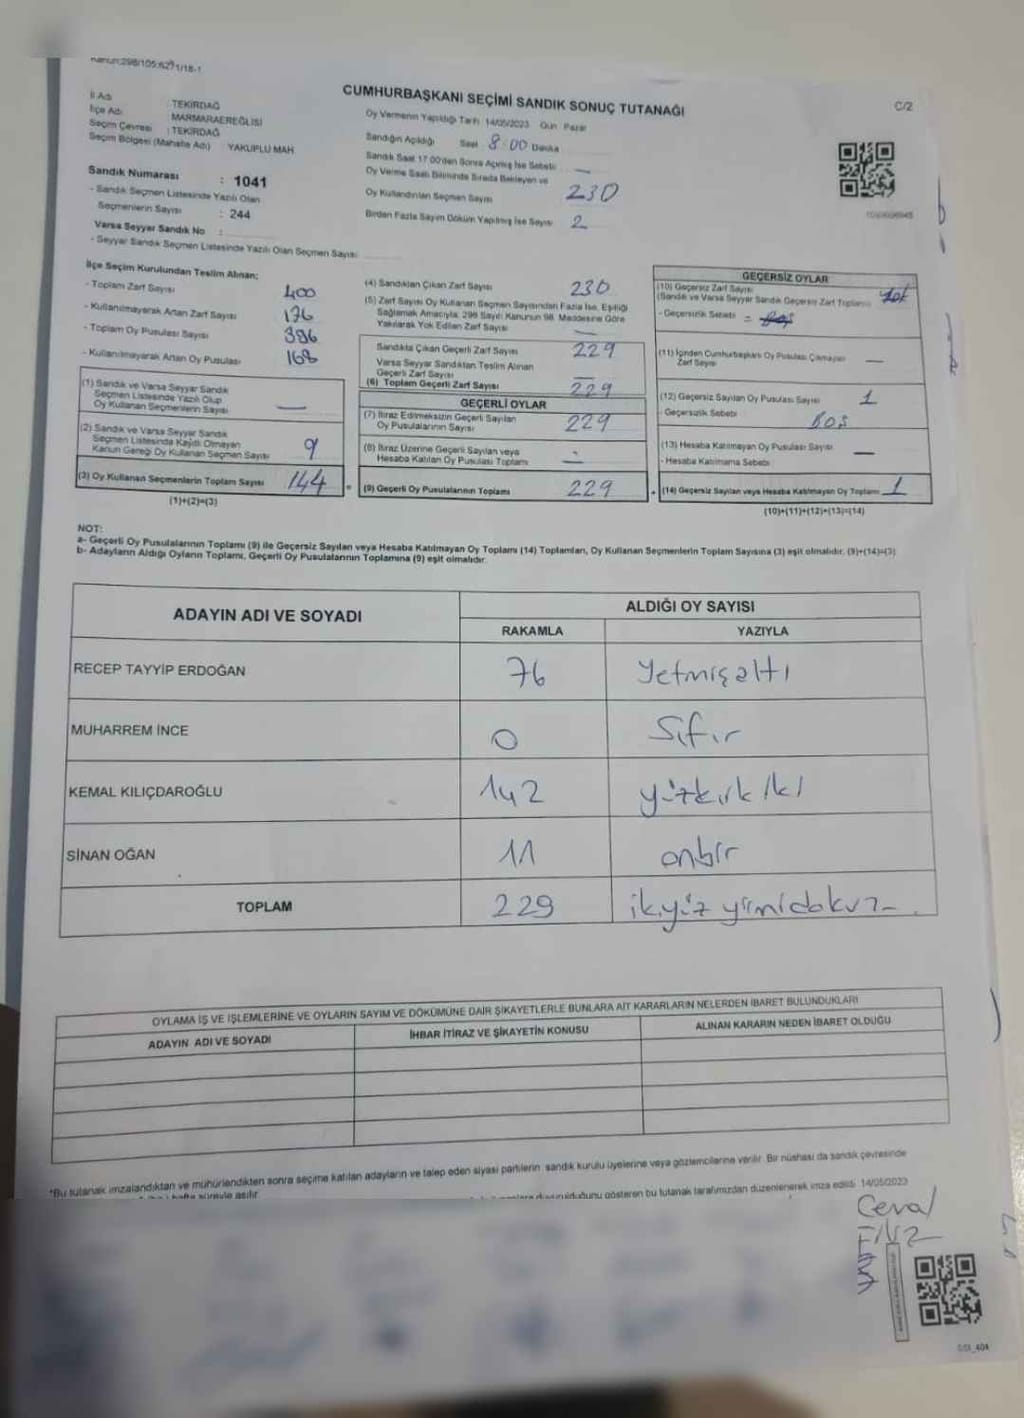 Kanun:298/105;6271/18-1
CUMHURBAŞKANI SEÇİMİ SANDIK SONUÇ TUTANAĞI
C/2
İl Adı : TEKİRDAĞ
İlçe Adı : MARMARAEREĞLİSİ
Seçim Çevresi : TEKİRDAĞ
Seçim Bölgesi (Mahalle Adı) : YAKUPLU MAH
Sandık Numarası : 1041
- Sandık Seçmen Listesinde Yazılı Olan
Seçmenlerin Sayısı : 244
Varsa Seyyar Sandık No :
- Seyyar Sandık Seçmen Listesinde Yazılı Olan Seçmen Sayısı
Oy Vermenin Yapıldığı Tarih 14/05/2023 Gün Pazar
Sandığın Açıldığı Saat 8:00 Dakika
Sandık Saat 17:00'den Sonra Açılmış İse Sebebi
Oy Verme Saati Bitiminde Sırada Bekleyen ve
Oy Kullandırılan Seçmen Sayısı 230
Birden Fazla Sayım Döküm Yapılmış İse Sayısı 2
İlçe Seçim Kurulundan Teslim Alınan;
- Toplam Zarf Sayısı 400
- Kullanılmayarak Artan Zarf Sayısı 176
- Toplam Oy Pusulası Sayısı 396
- Kullanılmayarak Artan Oy Pusulası 168
(1) Sandık ve Varsa Seyyar Sandık
Seçmen Listesinde Yazılı Olup
Oy Kullanan Seçmenlerin Sayısı —
(2) Sandık ve Varsa Seyyar Sandık
Seçmen Listesinde Kayıtlı Olmayan
Kanun Gereği Oy Kullanan Seçmen Sayısı 9
(3) Oy Kullanan Seçmenlerin Toplam Sayısı 144
(1)+(2)=(3)
(4) Sandıktan Çıkan Zarf Sayısı 230
(5) Zarf Sayısı Oy Kullanan Seçmen Sayısından Fazla İse, Eşitliği
Sağlamak Amacıyla, 298 Sayılı Kanunun 98. Maddesine Göre
Yakılarak Yok Edilen Zarf Sayısı —
Sandıkta Çıkan Geçerli Zarf Sayısı 229
Varsa Seyyar Sandıktan Teslim Alınan
Geçerli Zarf Sayısı —
(6) Toplam Geçerli Zarf Sayısı 229
GEÇERLİ OYLAR
(7) İtiraz Edilmeksizin Geçerli Sayılan
Oy Pusulalarının Sayısı 229
(8) İtiraz Üzerine Geçerli Sayılan veya
Hesaba Katılan Oy Pusulası Toplamı —
= (9) Geçerli Oy Pusulalarının Toplamı 229
GEÇERSİZ OYLAR
(10) Geçersiz Zarf Sayısı
(Sandık ve Varsa Seyyar Sandık Geçersiz Zarf Toplamı)
- Geçersizlik Sebebi =
(11) İçinden Cumhurbaşkanı Oy Pusulası Çıkmayan
Zarf Sayısı —
(12) Geçersiz Sayılan Oy Pusulası Sayısı 1
- Geçersizlik Sebebi BOŞ
(13) Hesaba Katılmayan Oy Pusulası Sayısı —
- Hesaba Katılmama Sebebi
+ (14) Geçersiz Sayılan veya Hesaba Katılmayan Oy Toplamı 1
(10)+(11)+(12)+(13)=(14)
NOT:
a- Geçerli Oy Pusulalarının Toplamı (9) ile Geçersiz Sayılan veya Hesaba Katılmayan Oy Toplamı (14) Toplamları, Oy Kullanan Seçmenlerin Toplam Sayısına (3) eşit olmalıdır. (9)+(14)=(3)
b- Adayların Aldığı Oyların Toplamı, Geçerli Oy Pusulalarının Toplamına (9) eşit olmalıdır.
ADAYIN ADI VE SOYADI ALDIĞI OY SAYISI
RAKAMLA YAZIYLA
RECEP TAYYİP ERDOĞAN 76 Yetmişaltı
MUHARREM İNCE 0 Sıfır
KEMAL KILIÇDAROĞLU 142 yüzkırkiki
SİNAN OĞAN 11 onbir
TOPLAM 229 ikiyüz yirmidokuz
OYLAMA İŞ VE İŞLEMLERİNE VE OYLARIN SAYIM VE DÖKÜMÜNE DAİR ŞİKAYETLERLE BUNLARA AİT KARARLARIN NELERDEN İBARET BULUNDUKLARI
ADAYIN ADI VE SOYADI İHBAR İTİRAZ VE ŞİKAYETİN KONUSU ALINAN KARARIN NEDEN İBARET OLDUĞU
*Bu tutanak imzalandıktan ve mühürlendikten sonra seçime katılan adayların ve talep eden siyasi partilerin sandık kurulu üyelerine veya gözlemcilerine verilir. Bir nüshası da sandık çevresinde
bir hafta süreyle asılır.
duyurulduğunu gösteren bu tutanak tarafımızdan düzenlenerek imza edildi. 14/05/2023